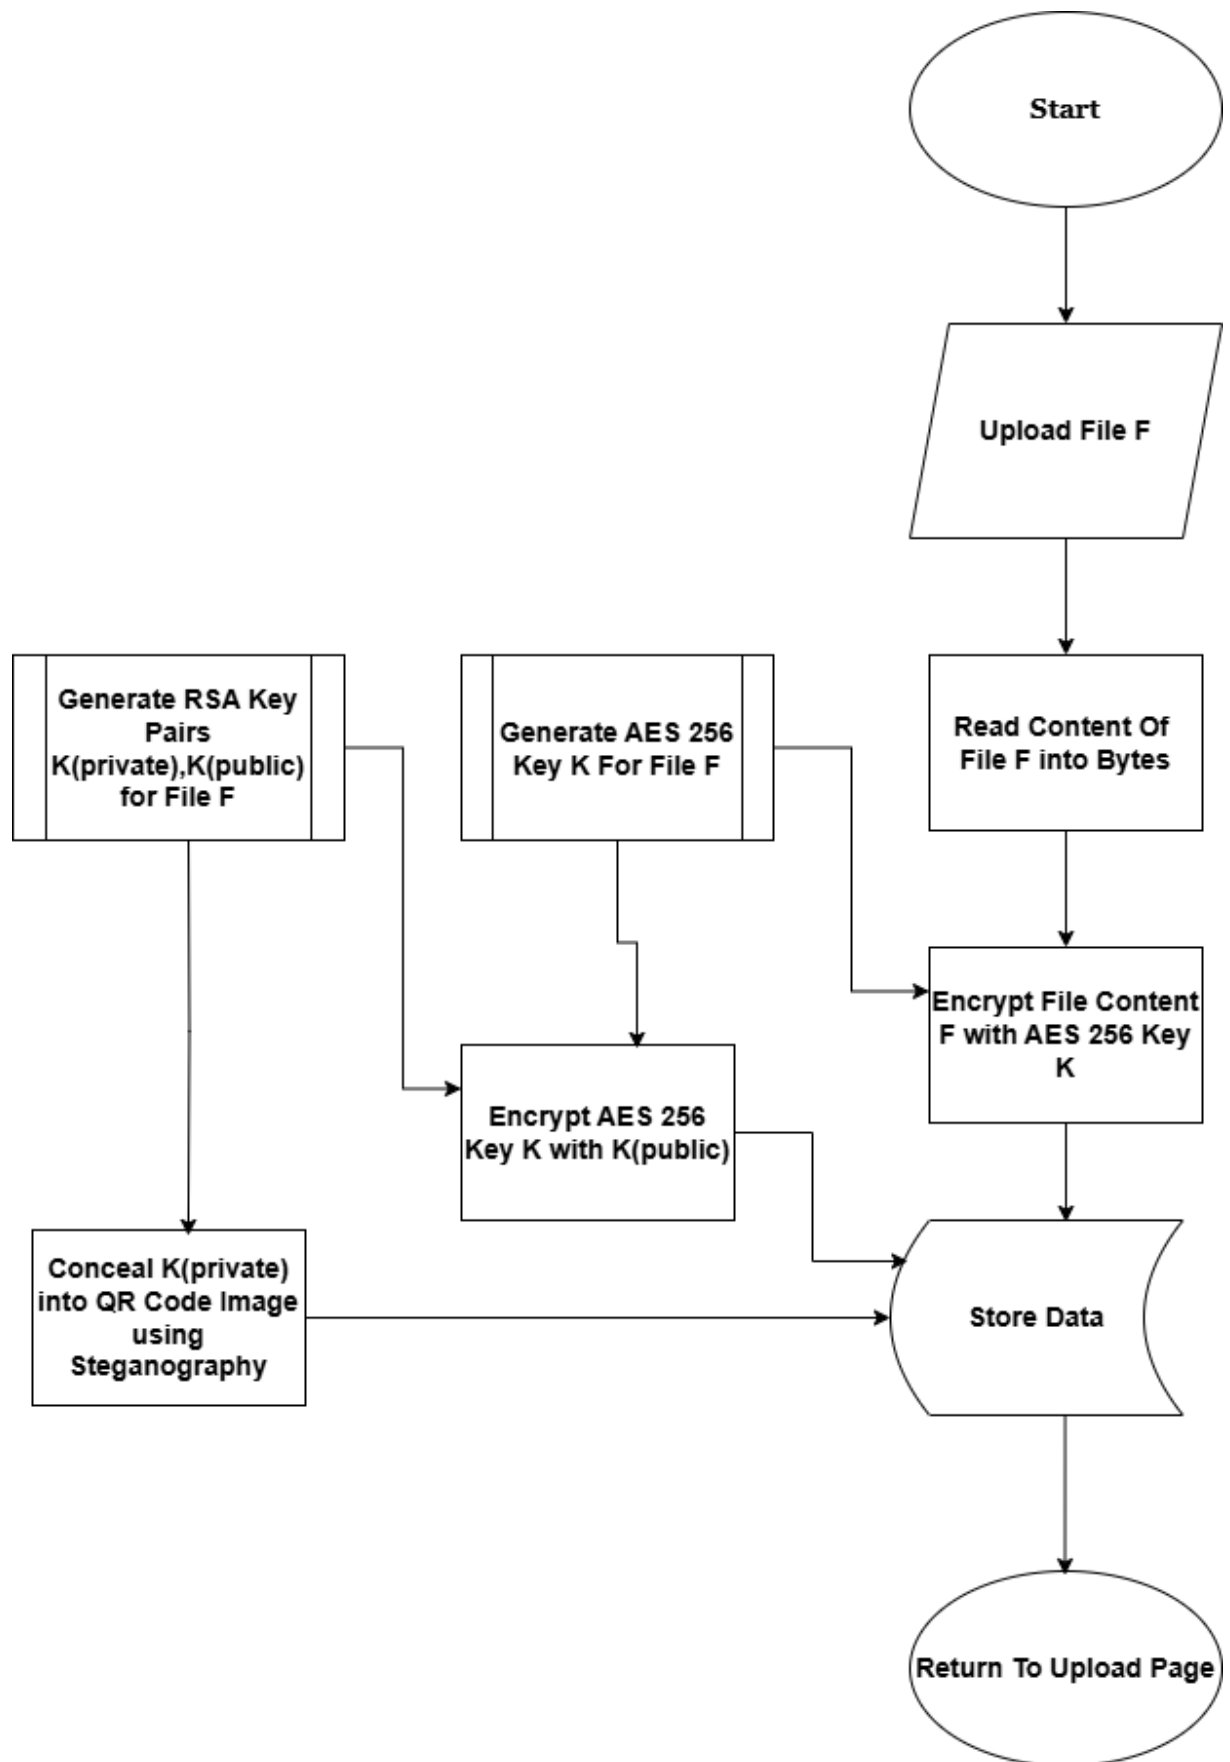 Start
Upload File F
Generate RSA Key
Pairs
K(private),K(public)
for File F
Generate AES 256
Key K For File F
Read Content Of
File F into Bytes
Encrypt File Content
F with AES 256 Key
K
Encrypt AES 256
Key K with K(public)
Conceal K(private)
into QR Code Image
using
Steganography
Store Data
Return To Upload Page